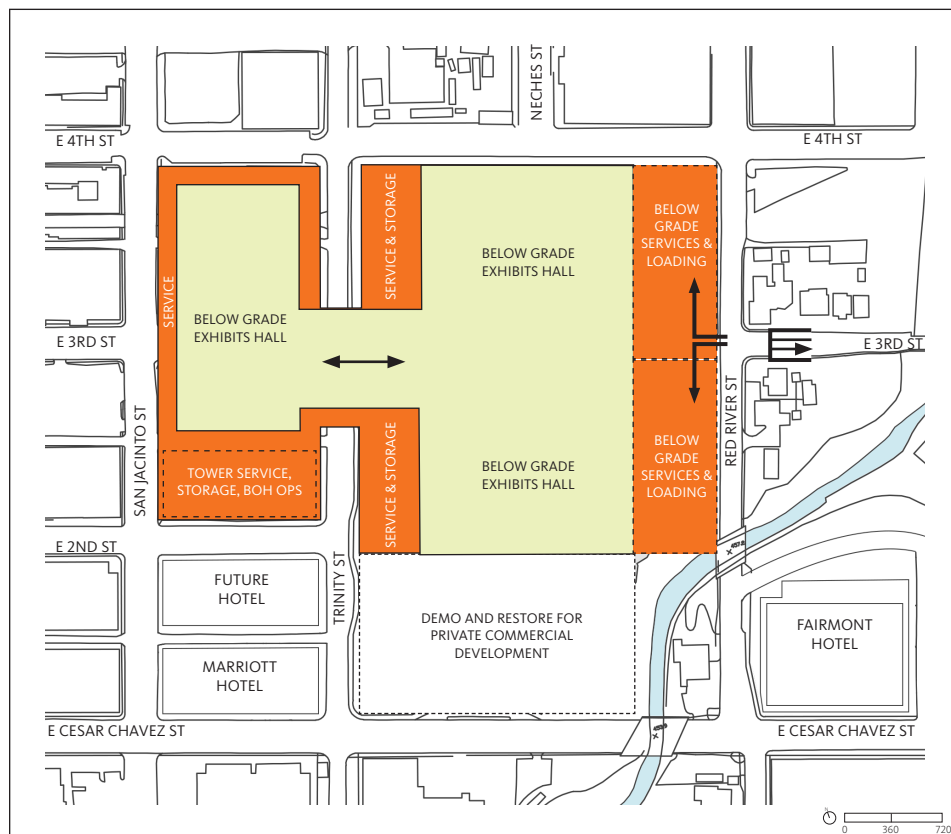 NECHES ST
E 4TH ST
E 4TH ST
SERVICE & STORAGE
BELOW
GRADE
SERVICES &
LOADING
SERVICE
BELOW GRADE
EXHIBITS HALL
BELOW GRADE
EXHIBITS HALL
E 3RD ST
E 3RD ST
SAN JACINTO ST
RED RIVER ST
TOWER SERVICE,
STORAGE, BOH OPS
SERVICE & STORAGE
BELOW GRADE
EXHIBITS HALL
BELOW
GRADE
SERVICES &
LOADING
E 2ND ST
TRINITY ST
FUTURE
HOTEL
DEMO AND RESTORE FOR
PRIVATE COMMERCIAL
DEVELOPMENT
FAIRMONT
HOTEL
MARRIOTT
HOTEL
E CESAR CHAVEZ ST
E CESAR CHAVEZ ST
N
0 360 720